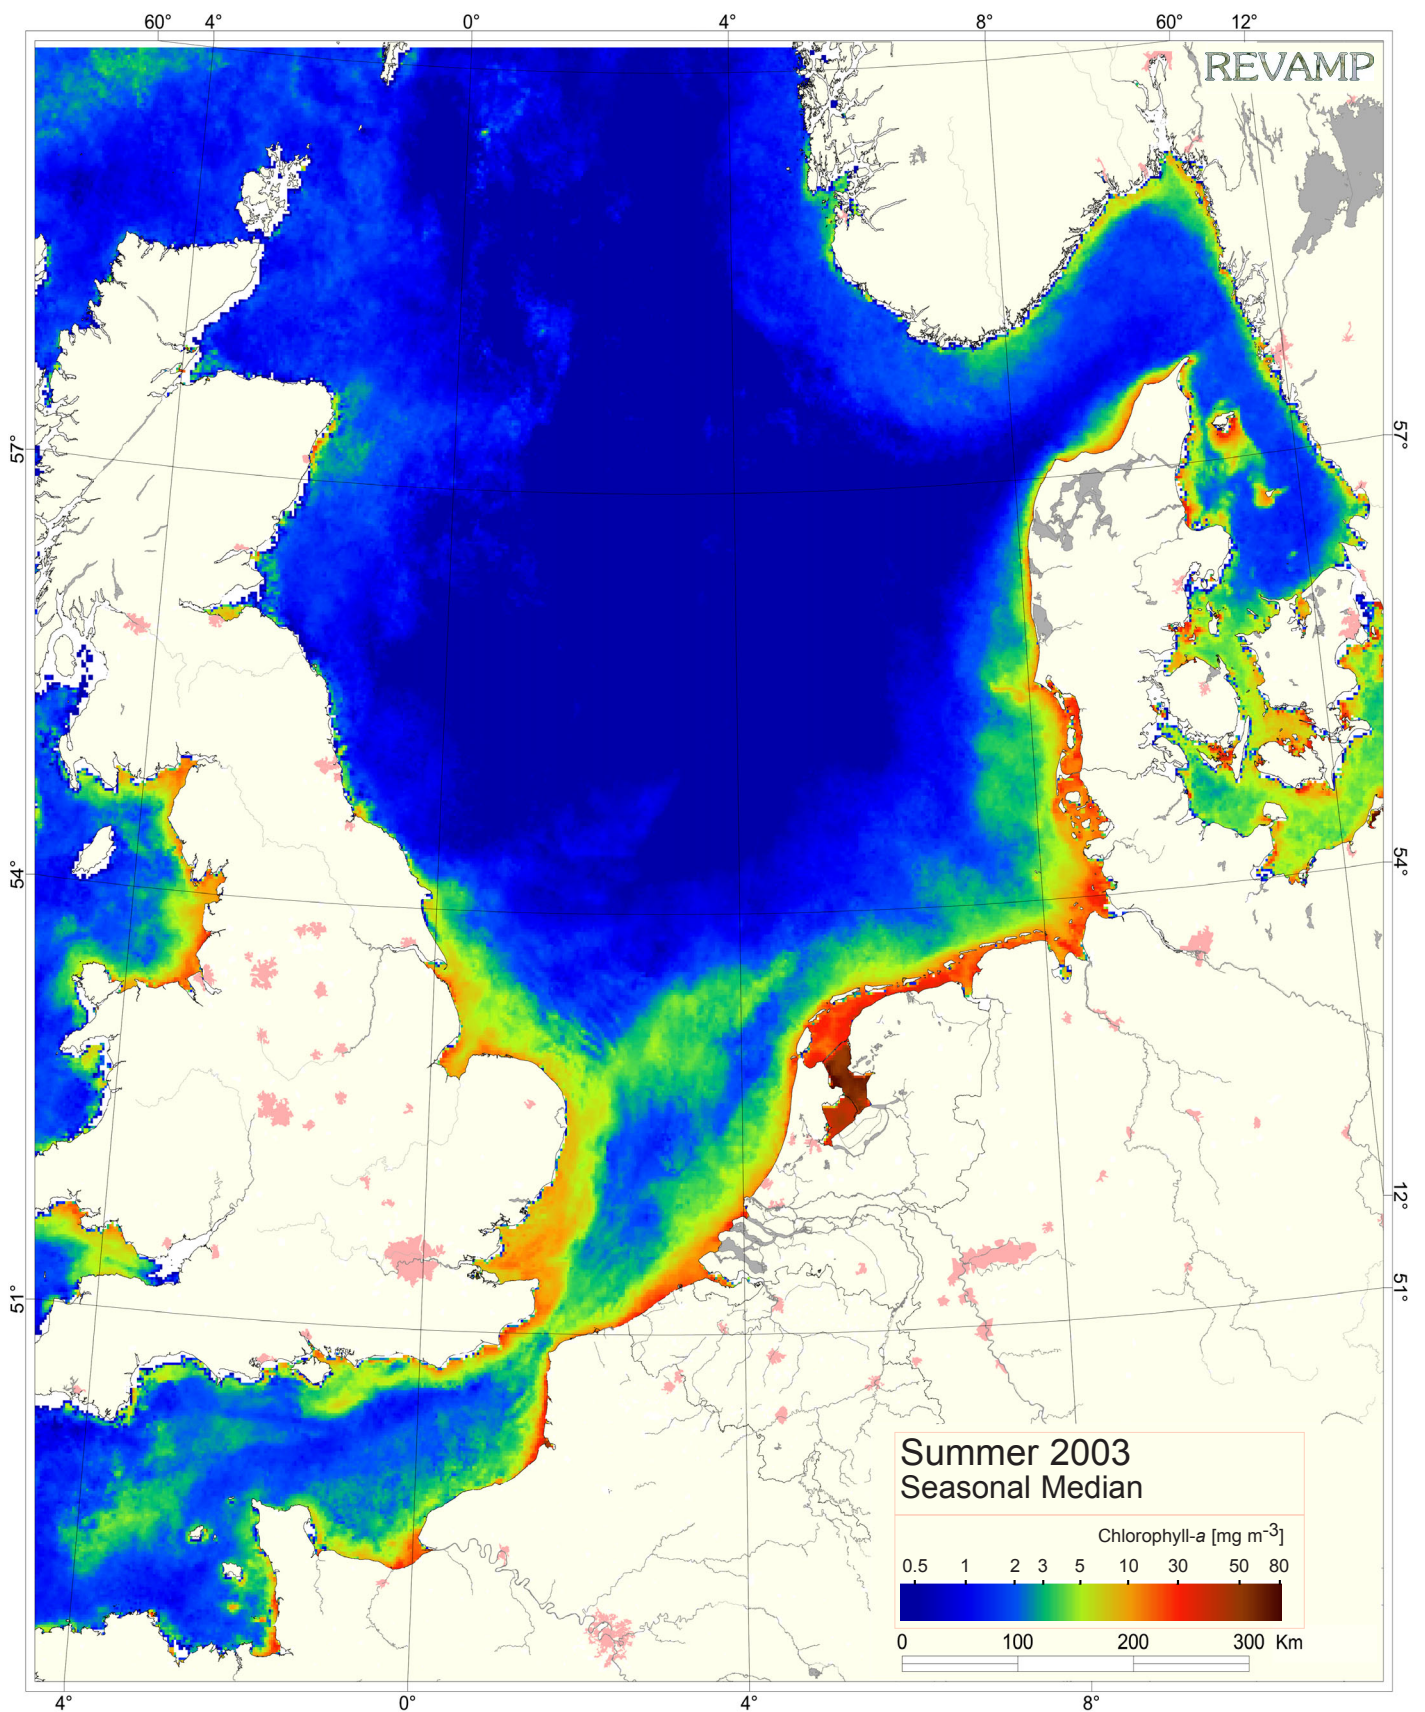 60° 4° 0° 4° 8° 60° 12°
REVAMP
57° 57°
54° 54°
12°
51° 51°
Summer 2003
Seasonal Median
Chlorophyll-a [mg m-3]
0.5 1 2 3 5 10 30 50 80
0 100 200 300 Km
4° 0° 4° 8°